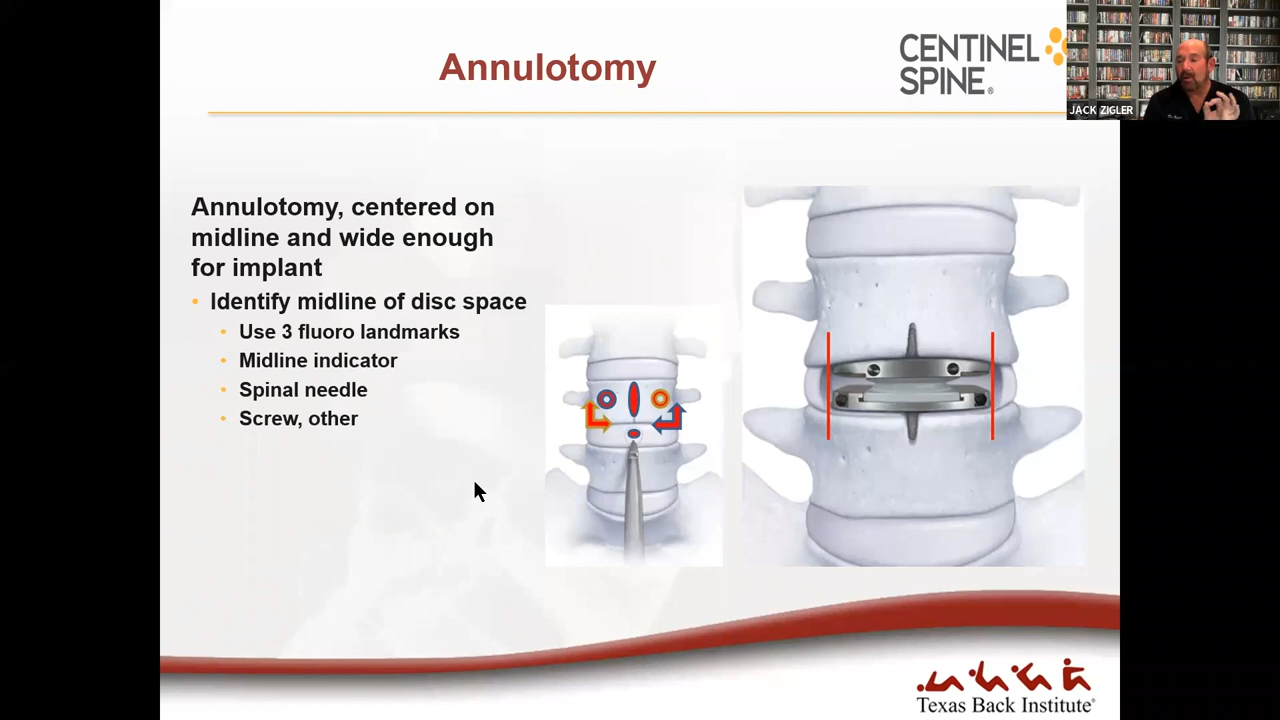 Annulotomy
CENTINEL
SPINE®
JACK ZIGLER
Annulotomy, centered on
midline and wide enough
for implant
• Identify midline of disc space
• Use 3 fluoro landmarks
• Midline indicator
• Spinal needle
• Screw, other
Texas Back Institute®